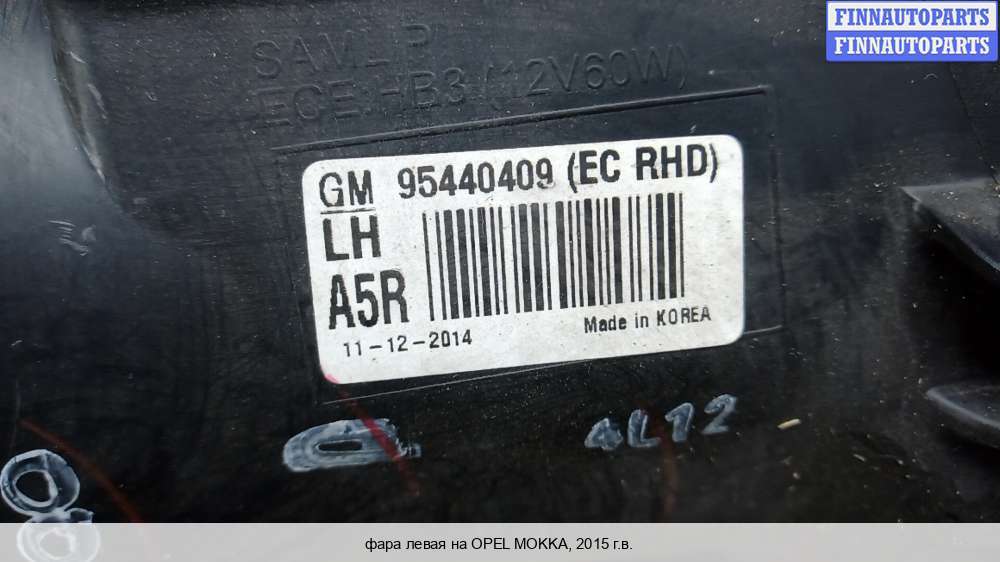 FINNAUTOPARTS
FINNAUTOPARTS
SAML P
ECE:HB3 (12V60W)
GM 95440409 (EC RHD)
LH
A5R
11-12-2014 Made in KOREA
4L12
фара левая на OPEL MOKKA, 2015 г.в.